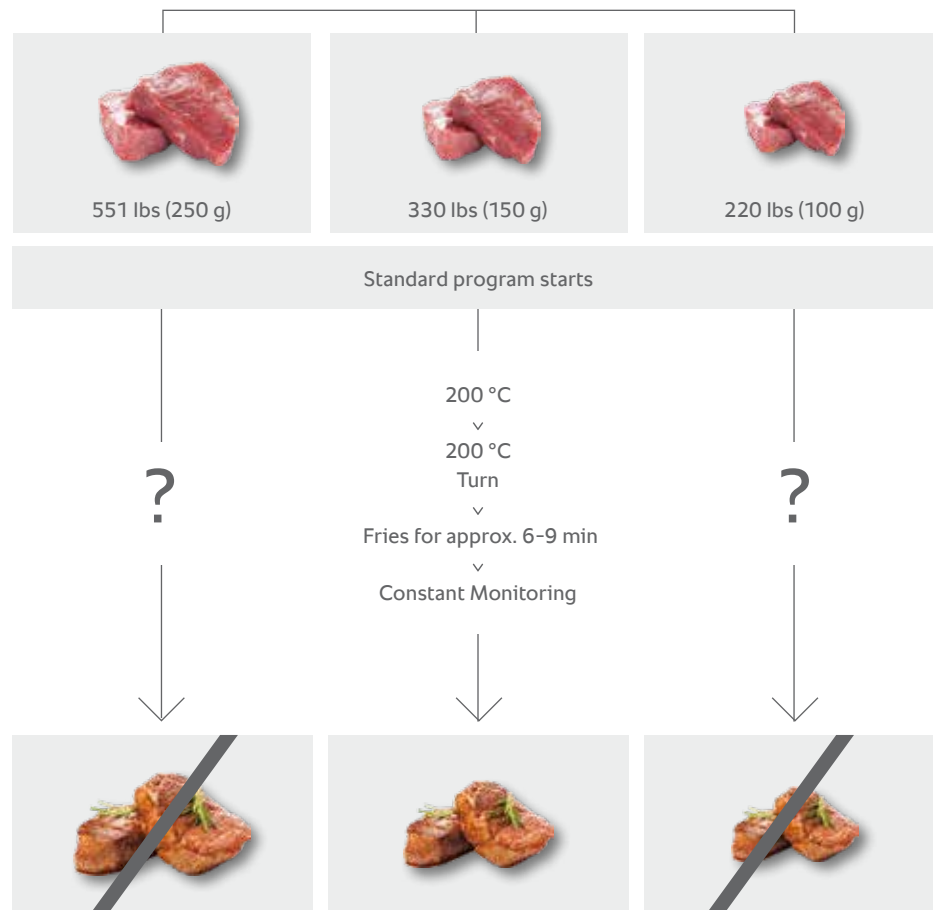 551 lbs (250 g)
330 lbs (150 g)
220 lbs (100 g)
Standard program starts
200 °C
200 °C
Turn
?
?
Fries for approx. 6-9 min
Constant Monitoring